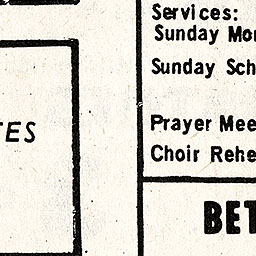 Services:
Sunday Mor
Sunday Sch
TES
Prayer Mee
Choir Rehe
BET